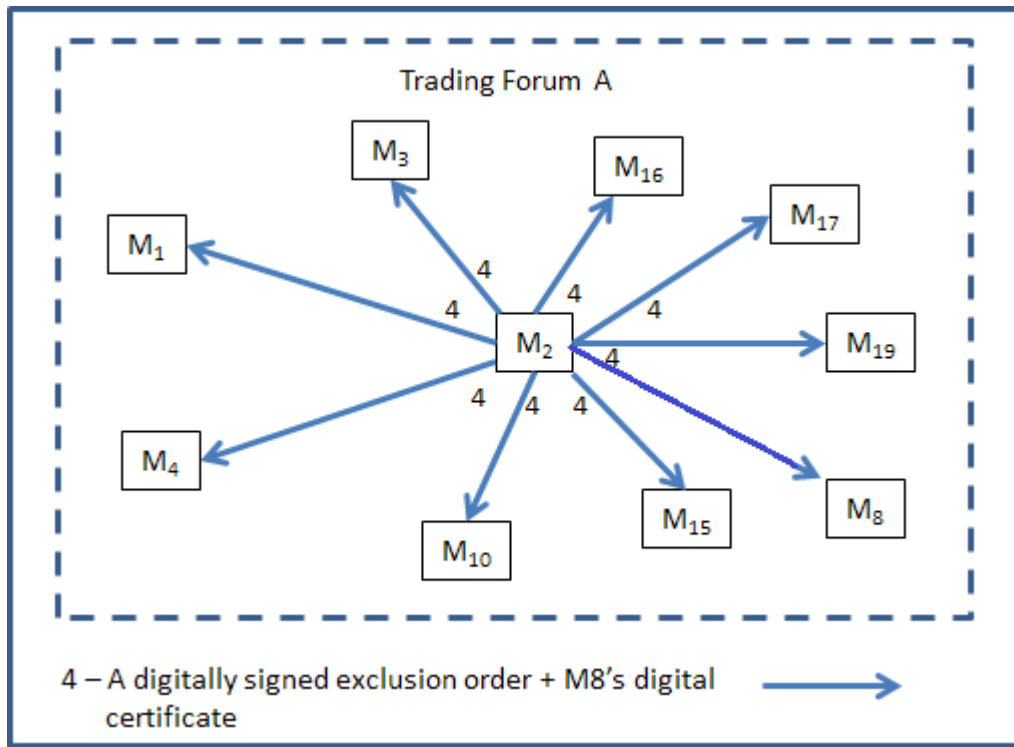 Trading Forum A
M₃
M₁₆
M₁₇
M₁
4
4
4
4
M₂
M₁₉
4
4
4
4
M₄
M₈
M₁₅
M₁₀
4 – A digitally signed exclusion order + M8's digital
certificate